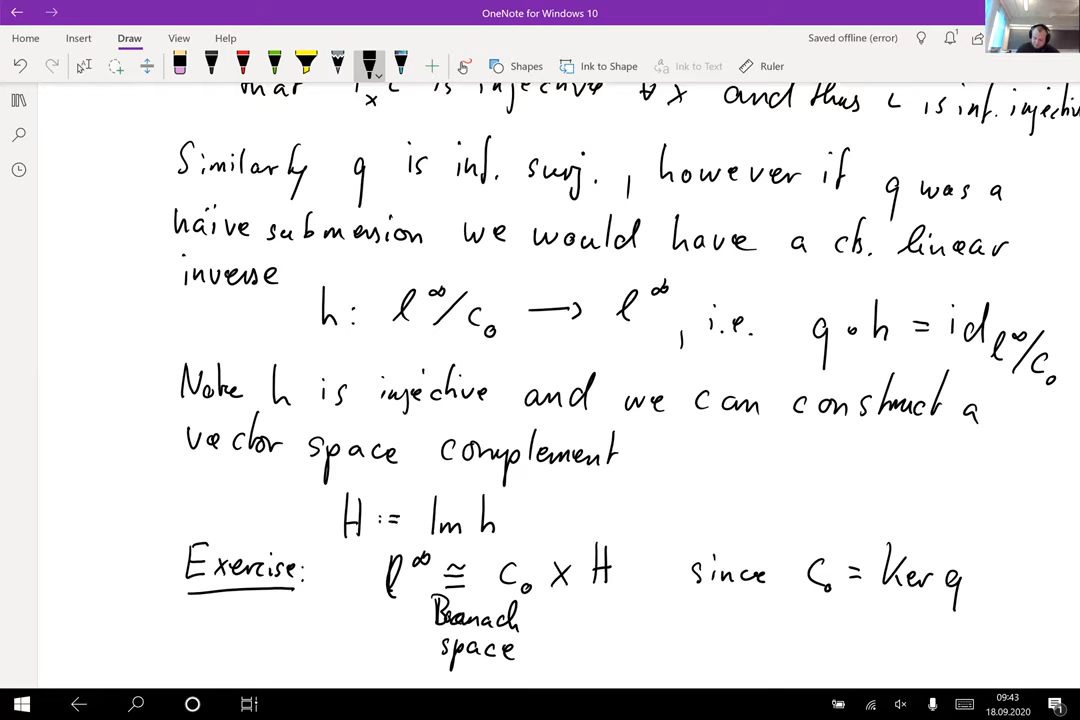 OneNote for Windows 10
Home Insert Draw View Help Saved offline (error)
Shapes Ink to Shape Ink to Text Ruler
is injective ∀ x and thus ι is inf. injective
Similarly q is inf. surj., however if q was a
naïve submersion we would have a cts. linear
inverse
h: ℓ^∞/c₀ → ℓ^∞, i.e. q ∘ h = id_{ℓ^∞/c₀}
Note h is injective and we can construct a
vector space complement
H := Im h
Exercise: ℓ^∞ ≅ c₀ × H since c₀ = Ker q
Banach
space
09:43
18.09.2020